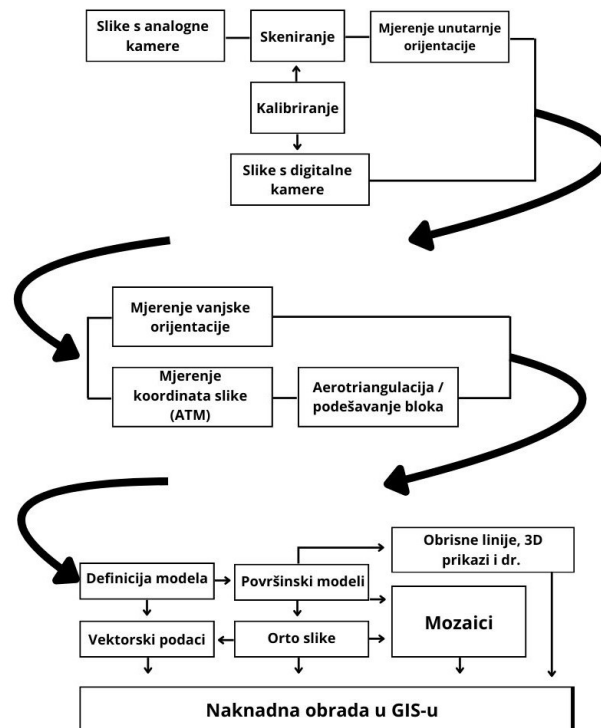 Slike s analogne
kamere
Skeniranje
Mjerenje unutarnje
orijentacije
Kalibriranje
Slike s digitalne
kamere
Mjerenje vanjske
orijentacije
Mjerenje
koordinata slike
(ATM)
Aerotriangulacija /
podešavanje bloka
Obrisne linije, 3D
prikazi i dr.
Definicija modela
Površinski modeli
Mozaici
Vektorski podaci
Orto slike
Naknadna obrada u GIS-u